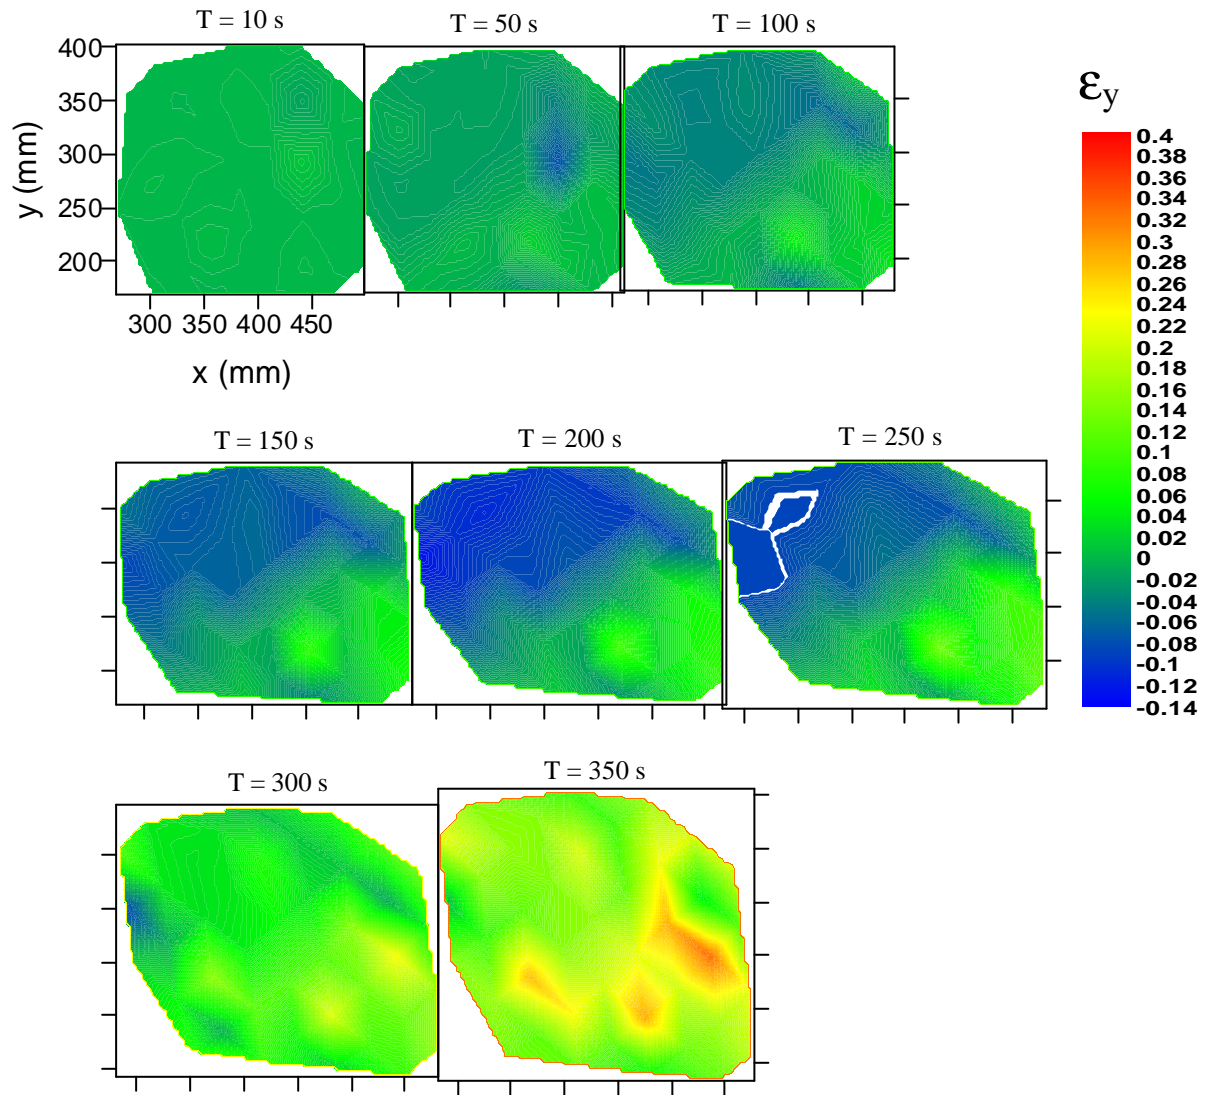 T = 10 s
T = 50 s
T = 100 s
400
350
300
250
200
y (mm)
300 350 400 450
x (mm)
εy
0.4
0.38
0.36
0.34
0.32
0.3
0.28
0.26
0.24
0.22
0.2
0.18
0.16
0.14
0.12
0.1
0.08
0.06
0.04
0.02
0
-0.02
-0.04
-0.06
-0.08
-0.1
-0.12
-0.14
T = 150 s
T = 200 s
T = 250 s
T = 300 s
T = 350 s